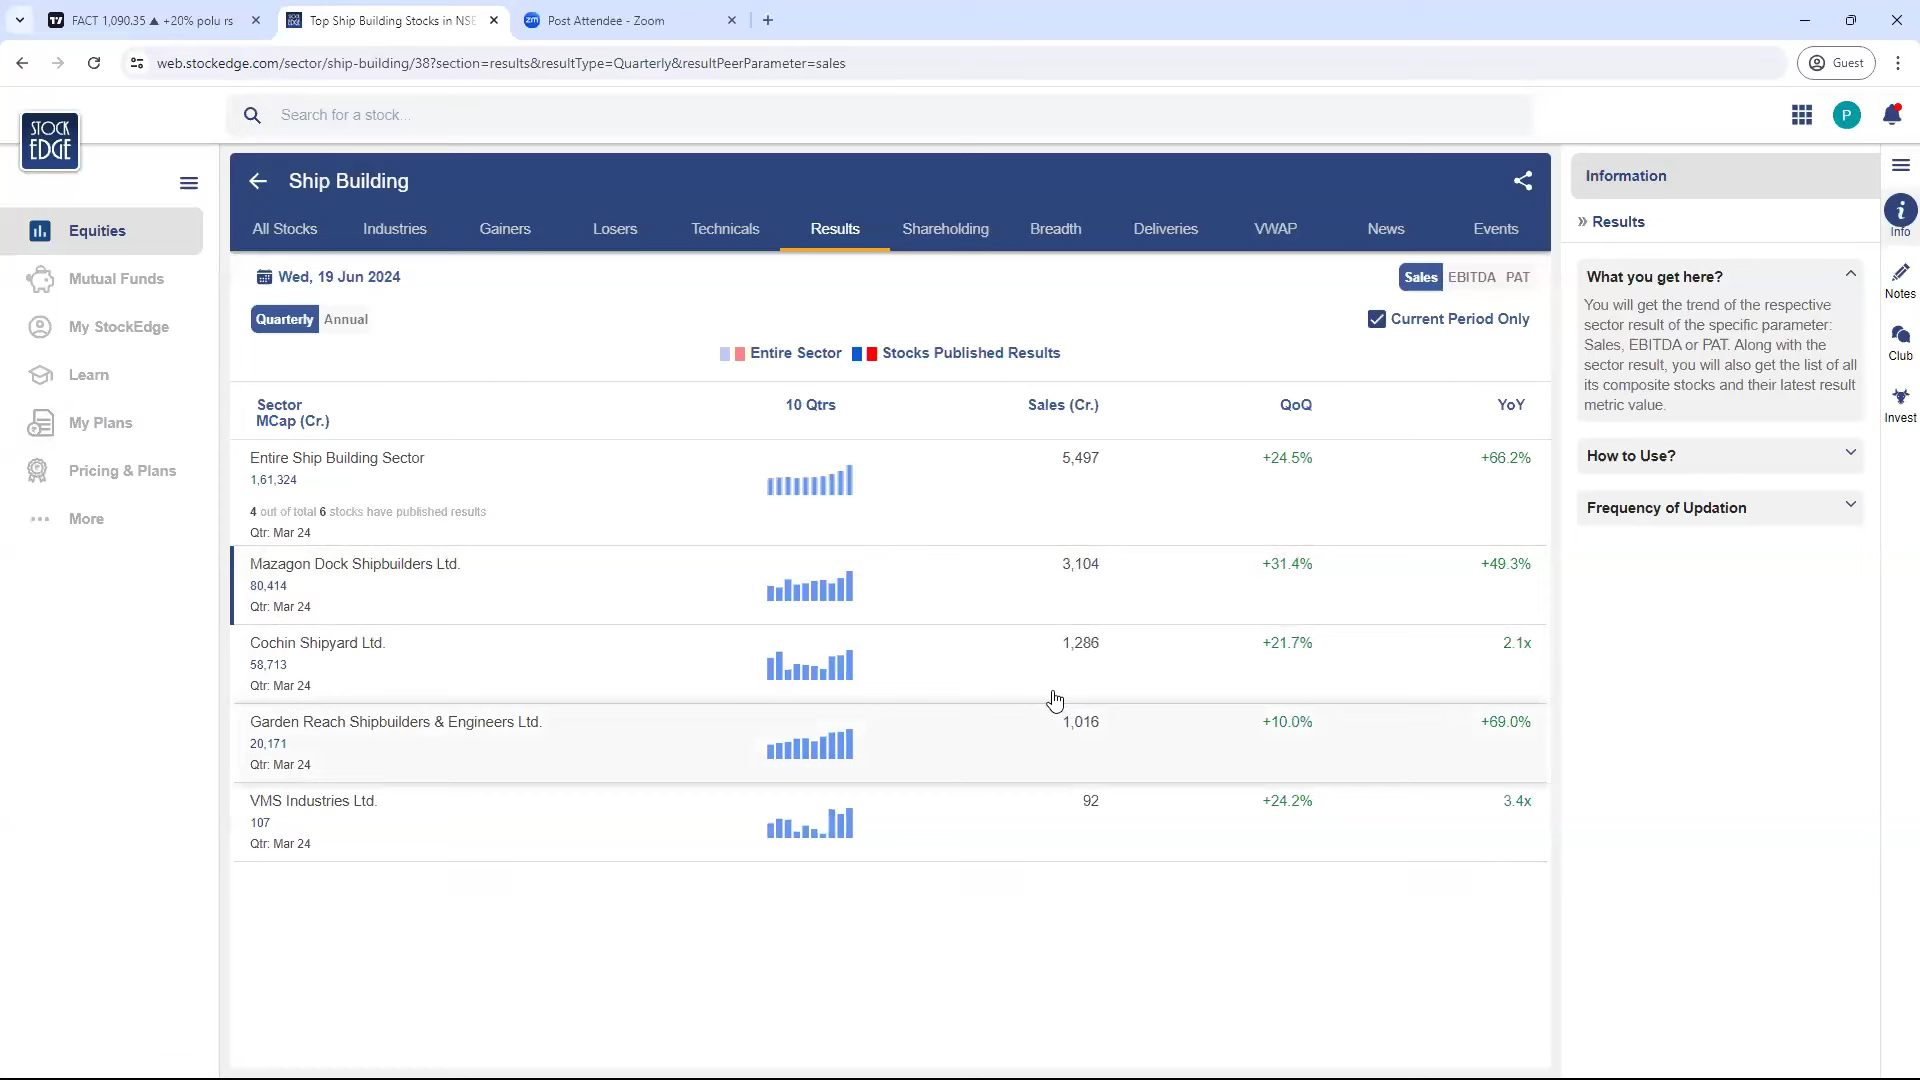 FACT 1,090.35 ▲ +20% polu rs
Top Ship Building Stocks in NSE
zm Post Attendee - Zoom
web.stockedge.com/sector/ship-building/38?section=results&resultType=Quarterly&resultPeerParameter=sales
Guest
STOCK
EDGE
Search for a stock...
P
Equities
Mutual Funds
My StockEdge
Learn
My Plans
Pricing & Plans
More
Ship Building
All Stocks Industries Gainers Losers Technicals Results Shareholding Breadth Deliveries VWAP News Events
Wed, 19 Jun 2024
Sales EBITDA PAT
Quarterly Annual
Current Period Only
Entire Sector Stocks Published Results
Sector 10 Qtrs Sales (Cr.) QoQ YoY
MCap (Cr.)
Entire Ship Building Sector 5,497 +24.5% +66.2%
1,61,324
4 out of total 6 stocks have published results
Qtr: Mar 24
Mazagon Dock Shipbuilders Ltd. 3,104 +31.4% +49.3%
80,414
Qtr: Mar 24
Cochin Shipyard Ltd. 1,286 +21.7% 2.1x
58,713
Qtr: Mar 24
Garden Reach Shipbuilders & Engineers Ltd. 1,016 +10.0% +69.0%
20,171
Qtr: Mar 24
VMS Industries Ltd. 92 +24.2% 3.4x
107
Qtr: Mar 24
Information
» Results
What you get here?
You will get the trend of the respective
sector result of the specific parameter:
Sales, EBITDA or PAT. Along with the
sector result, you will also get the list of all
its composite stocks and their latest result
metric value.
How to Use?
Frequency of Updation
Info
Notes
Club
Invest